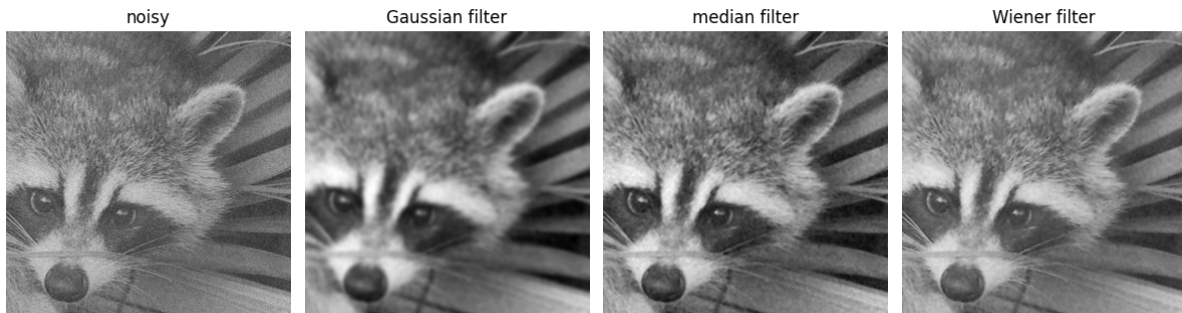 noisy
Gaussian filter
median filter
Wiener filter